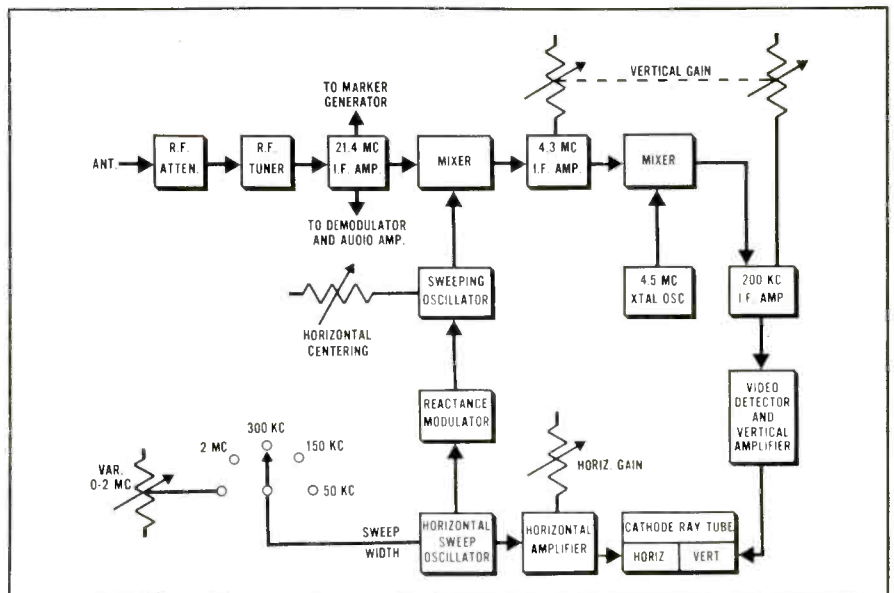 VERTICAL GAIN
TO MARKER
GENERATOR
ANT.
R.F.
ATTEN.
R.F.
TUNER
21.4 MC
I.F. AMP.
MIXER
4.3 MC
I.F. AMP.
MIXER
TO DEMODULATOR
AND AUDIO AMP.
SWEEPING
OSCILLATOR
HORIZONTAL
CENTERING
4.5 MC
XTAL OSC
200 KC
I.F. AMP
REACTANCE
MODULATOR
VIDEO
DETECTOR
AND
VERTICAL
AMPLIFIER
300 KC
2 MC
150 KC
VAR.
0-2 MC
50 KC
HORIZ. GAIN
SWEEP
WIDTH
HORIZONTAL
SWEEP
OSCILLATOR
HORIZONTAL
AMPLIFIER
CATHODE RAY TUBE
HORIZ
VERT